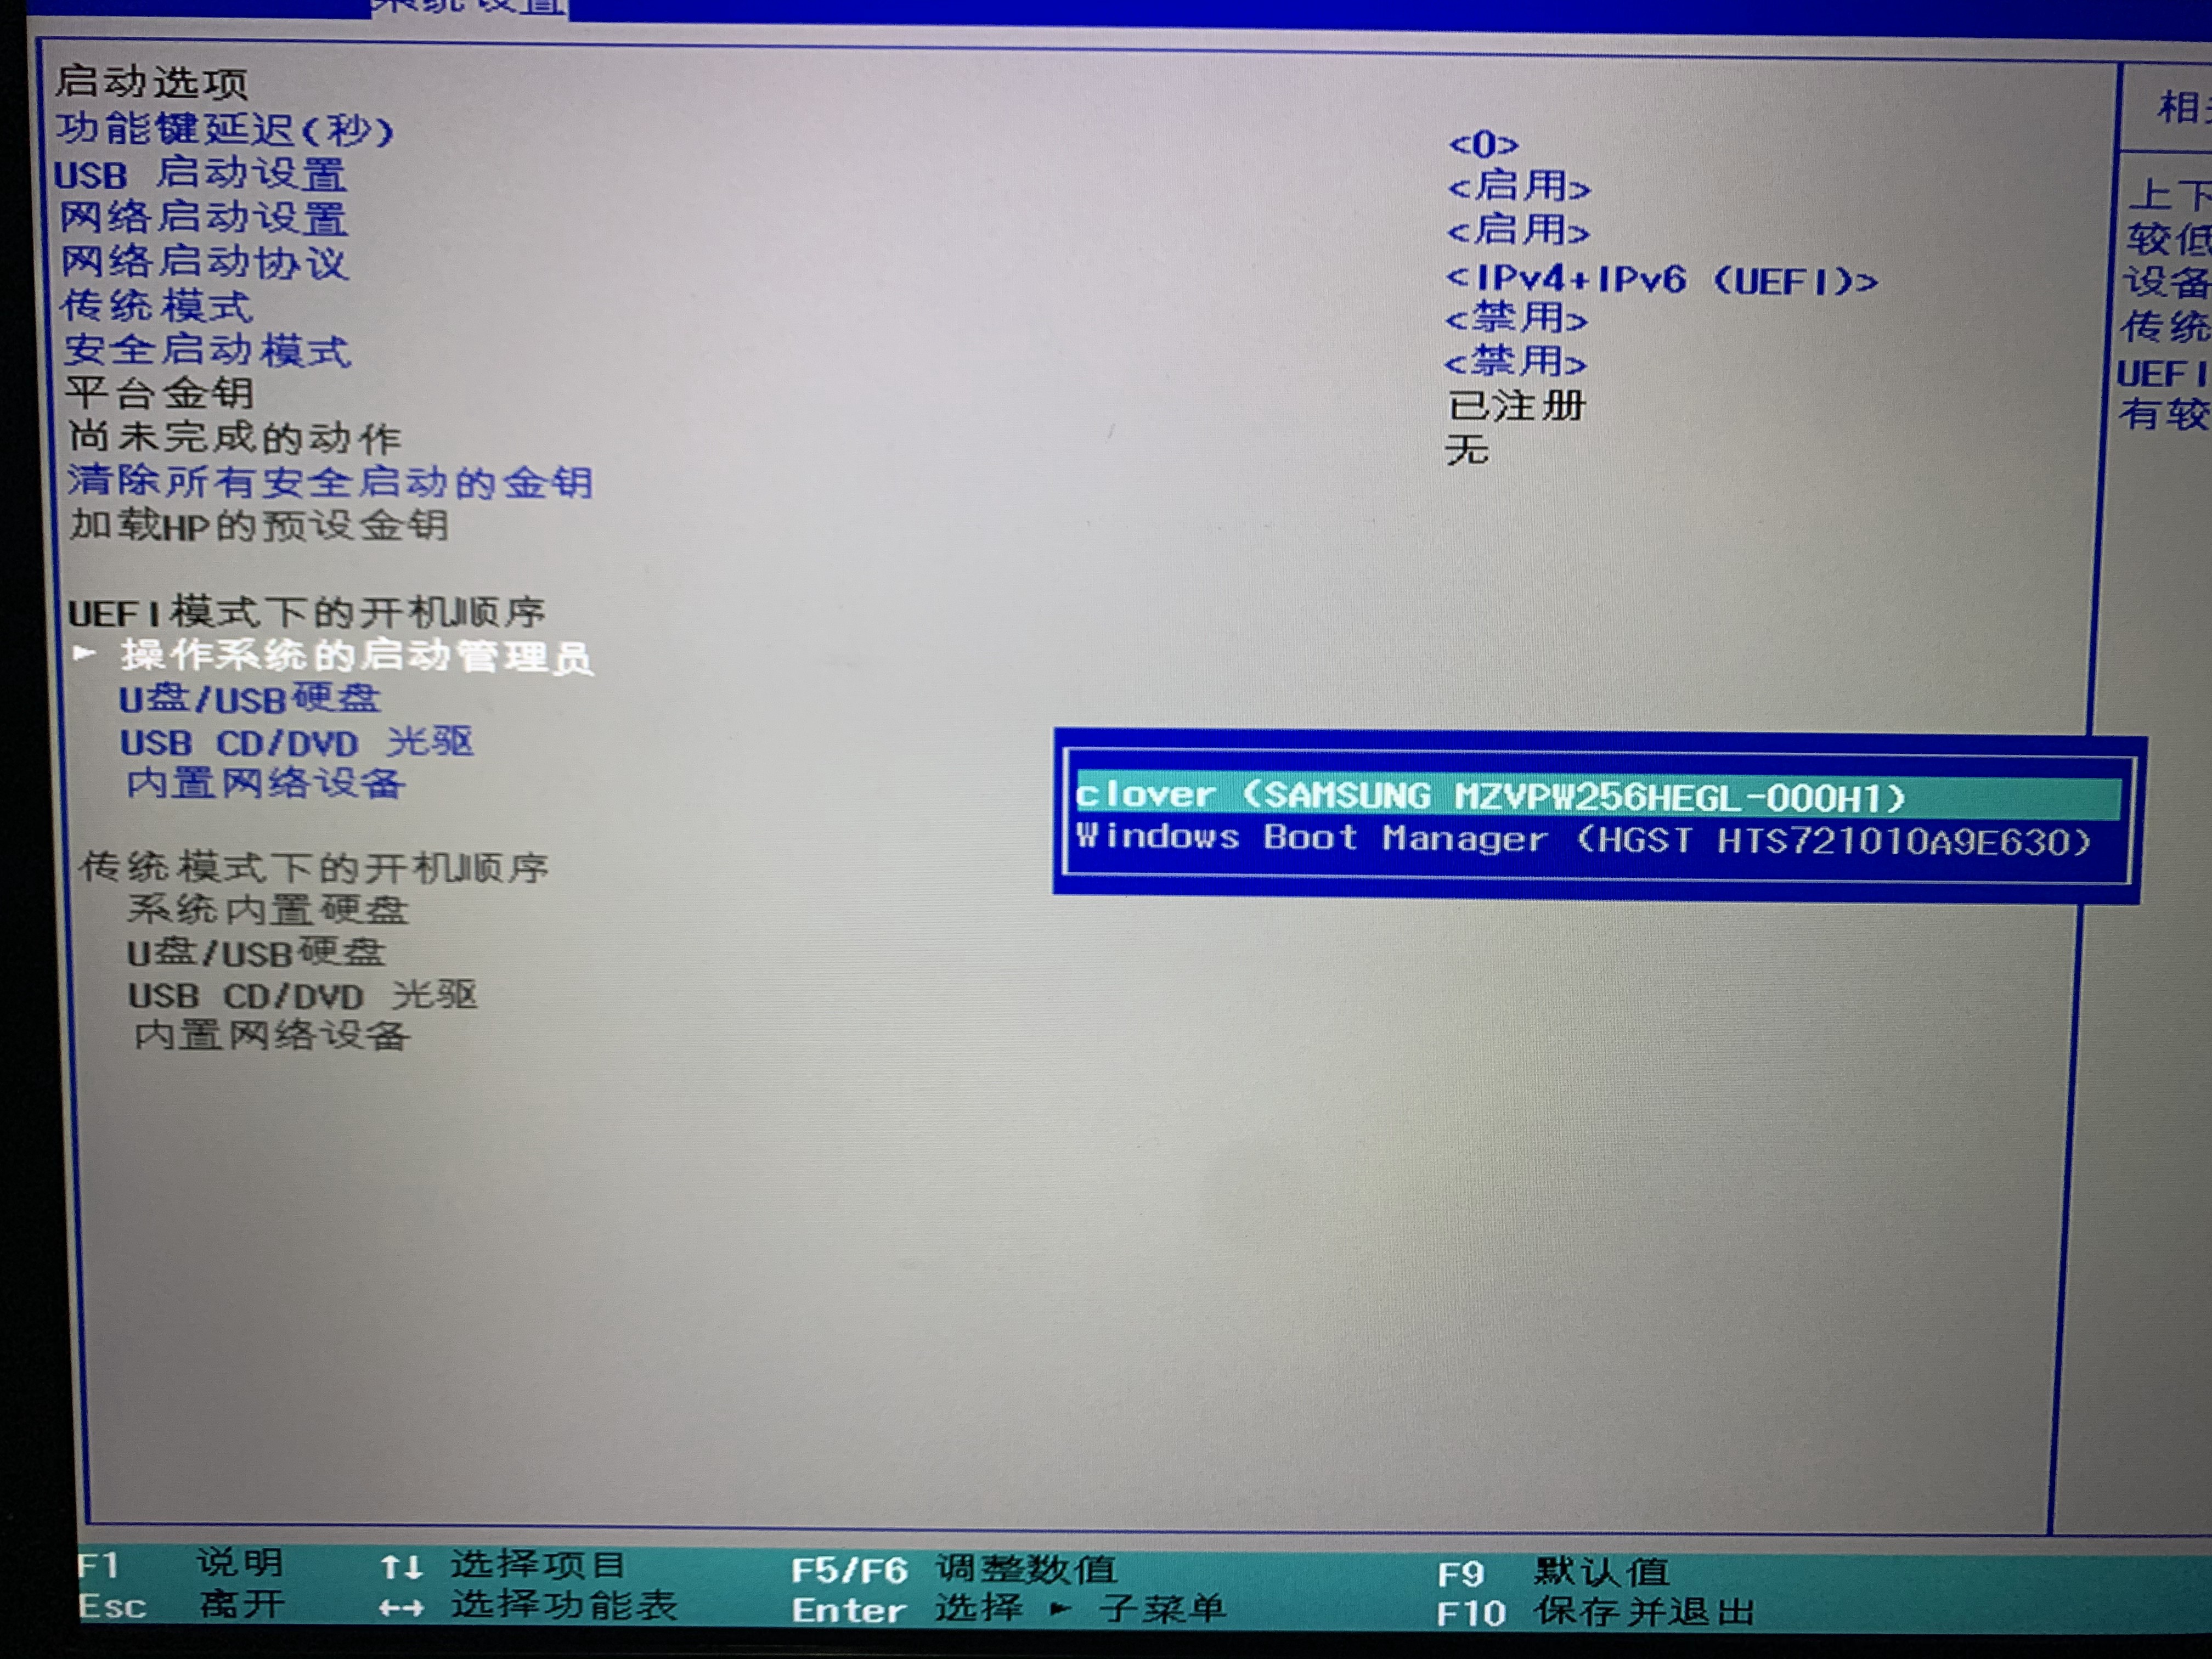 系统设置
启动选项
功能键延迟(秒) <0>
USB 启动设置 <启用>
网络启动设置 <启用>
网络启动协议 <IPv4+IPv6 (UEFI)>
传统模式 <禁用>
安全启动模式 <禁用>
平台金钥 已注册
尚未完成的动作 无
清除所有安全启动的金钥
加载HP的预设金钥
UEFI模式下的开机顺序
► 操作系统的启动管理员
U盘/USB硬盘
USB CD/DVD 光驱
内置网络设备
传统模式下的开机顺序
系统内置硬盘
U盘/USB硬盘
USB CD/DVD 光驱
内置网络设备
clover (SAMSUNG MZVPW256HEGL-000H1)
Windows Boot Manager (HGST HTS721010A9E630)
相
上下
较低
设备
传统
UEFI
有较
F1 说明 ↑↓ 选择项目 F5/F6 调整数值 F9 默认值
Esc 离开 ←→ 选择功能表 Enter 选择 ► 子菜单 F10 保存并退出